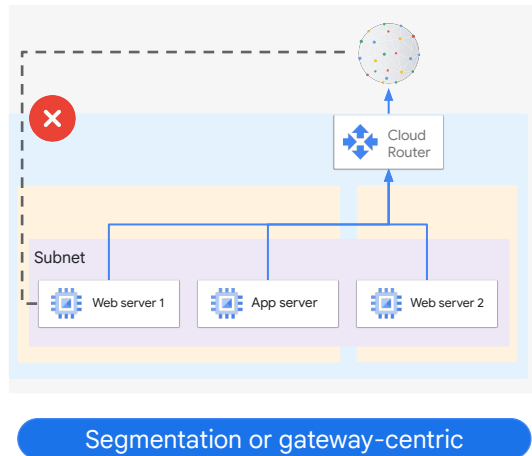 Cloud
Router
Subnet
Web server 1
App server
Web server 2
Segmentation or gateway-centric